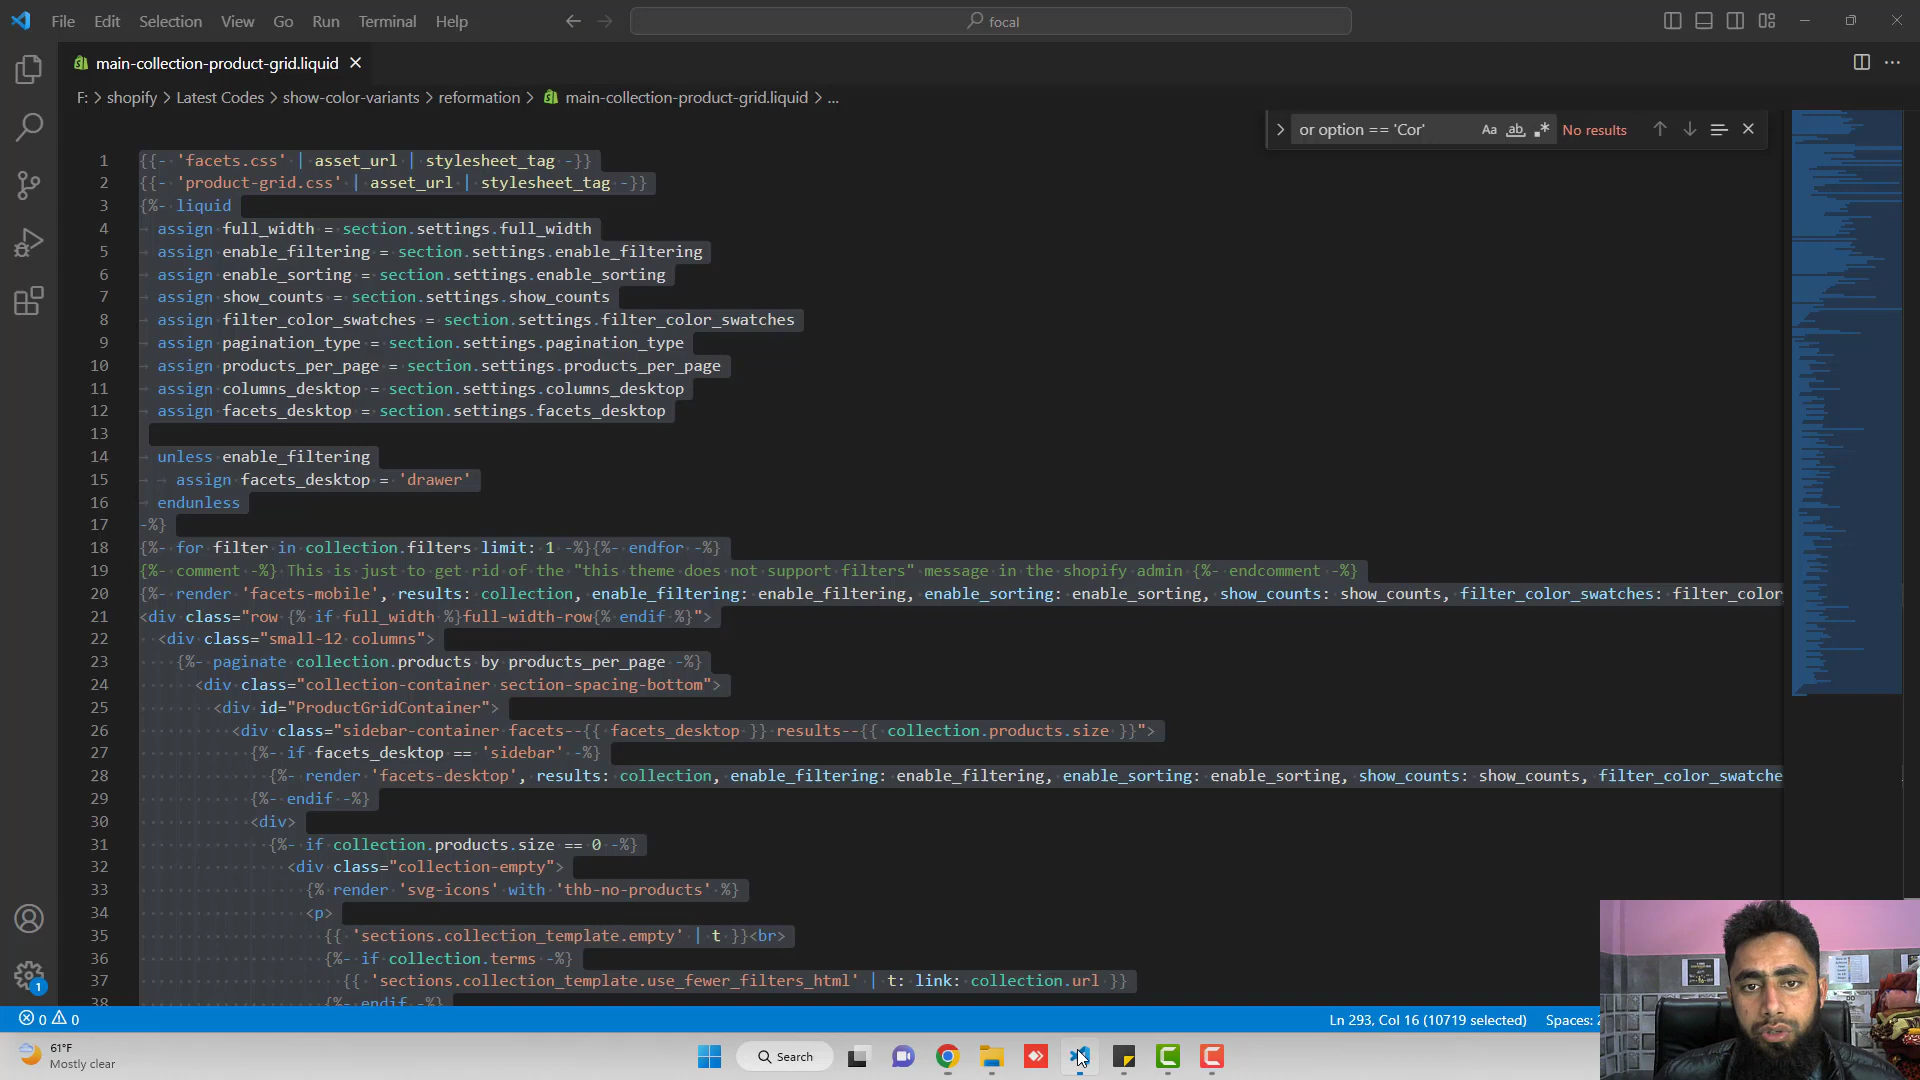 File Edit Selection View Go Run Terminal Help
focal
main-collection-product-grid.liquid
F: > shopify > Latest Codes > show-color-variants > reformation > main-collection-product-grid.liquid > ...
or option == 'Cor' Aa ab No results
1 {{- 'facets.css' | asset_url | stylesheet_tag -}}
2 {{- 'product-grid.css' | asset_url | stylesheet_tag -}}
3 {%- liquid
4 assign full_width = section.settings.full_width
5 assign enable_filtering = section.settings.enable_filtering
6 assign enable_sorting = section.settings.enable_sorting
7 assign show_counts = section.settings.show_counts
8 assign filter_color_swatches = section.settings.filter_color_swatches
9 assign pagination_type = section.settings.pagination_type
10 assign products_per_page = section.settings.products_per_page
11 assign columns_desktop = section.settings.columns_desktop
12 assign facets_desktop = section.settings.facets_desktop
13
14 unless enable_filtering
15 assign facets_desktop = 'drawer'
16 endunless
17 -%}
18 {%- for filter in collection.filters limit: 1 -%}{%- endfor -%}
19 {%- comment -%} This is just to get rid of the "this theme does not support filters" message in the shopify admin {%- endcomment -%}
20 {%- render 'facets-mobile', results: collection, enable_filtering: enable_filtering, enable_sorting: enable_sorting, show_counts: show_counts, filter_color_swatches: filter_color
21 <div class="row {% if full_width %}full-width-row{% endif %}">
22 <div class="small-12 columns">
23 {%- paginate collection.products by products_per_page -%}
24 <div class="collection-container section-spacing-bottom">
25 <div id="ProductGridContainer">
26 <div class="sidebar-container facets--{{ facets_desktop }} results--{{ collection.products.size }}">
27 {%- if facets_desktop == 'sidebar' -%}
28 {%- render 'facets-desktop', results: collection, enable_filtering: enable_filtering, enable_sorting: enable_sorting, show_counts: show_counts, filter_color_swatche
29 {%- endif -%}
30 <div>
31 {%- if collection.products.size == 0 -%}
32 <div class="collection-empty">
33 {% render 'svg-icons' with 'thb-no-products' %}
34 <p>
35 {{ 'sections.collection_template.empty' | t }}<br>
36 {%- if collection.terms -%}
37 {{ 'sections.collection_template.use_fewer_filters_html' | t: link: collection.url }}
38 {%- endif -%}
1
0 0
Ln 293, Col 16 (10719 selected) Spaces:
61°F
Mostly clear
Search